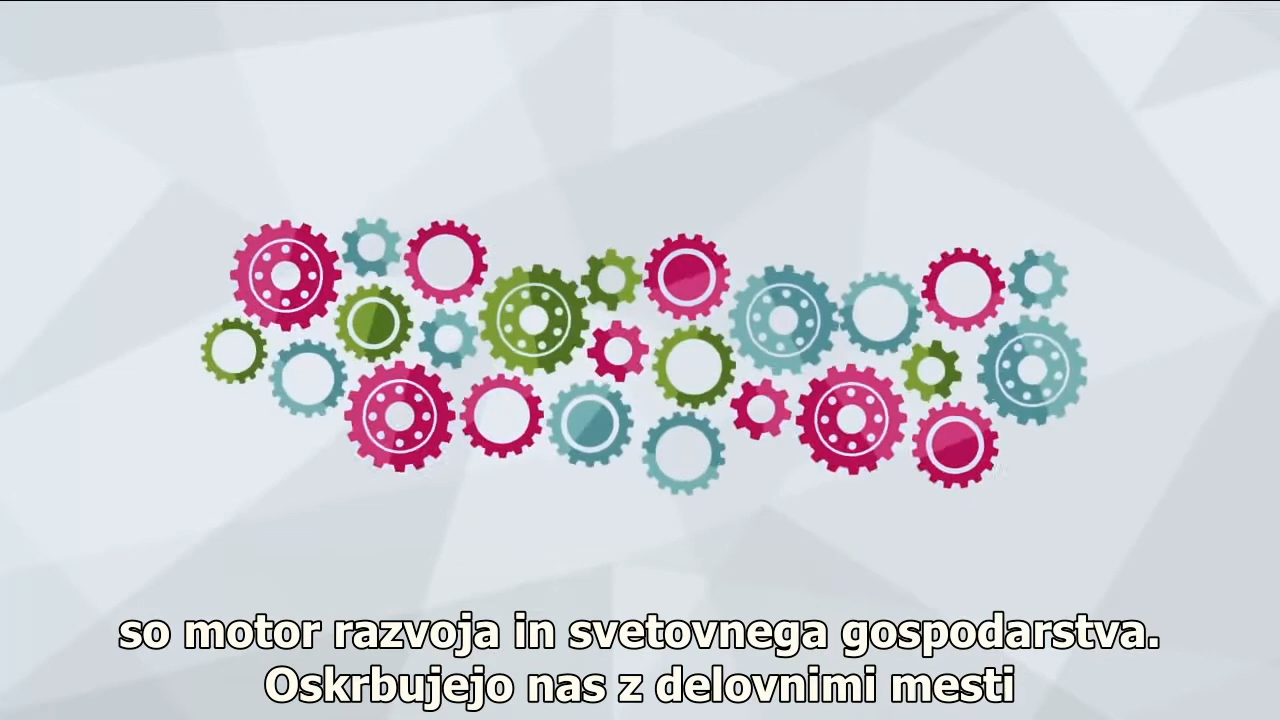 so motor razvoja in svetovnega gospodarstva.
Oskrbujejo nas z delovnimi mesti